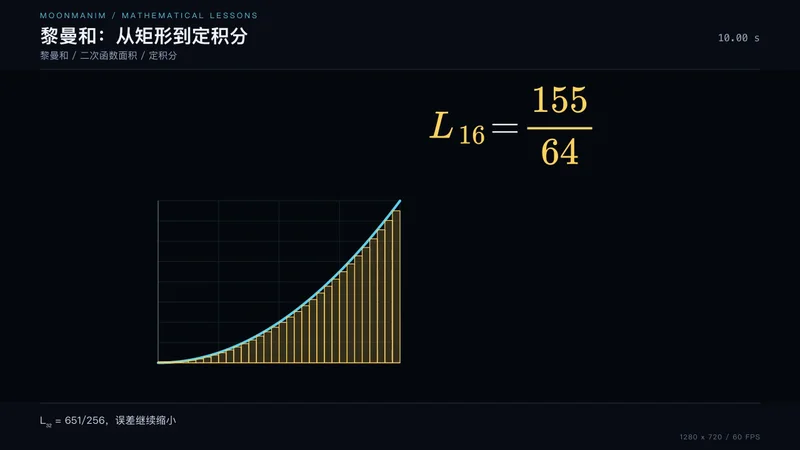 MOONMANIM / MATHEMATICAL LESSONS
黎曼和：从矩形到定积分
黎曼和 / 二次函数面积 / 定积分
10.00 s
L₁₆ = 155/64
L₃₂ = 651/256，误差继续缩小
1280 x 720 / 60 FPS